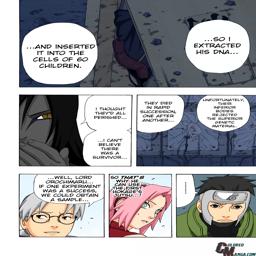 ...SO I
EXTRACTED
HIS DNA...
...AND INSERTED
IT INTO THE
CELLS OF 60
CHILDREN.
UNFORTUNATELY,
THEIR
INFERIOR
BODIES
REJECTED
THE SUPERIOR
GENETIC
MATERIAL.
THEY DIED
IN RAPID
SUCCESSION,
ONE AFTER
ANOTHER...
I THOUGHT
THEY'D ALL
PERISHED...
...I CAN'T
BELIEVE
THERE WAS
A SURVIVOR...
SO THAT'S
WHY HE
CAN USE
THE FIRST
HOKAGE'S
JUTSU...
...WELL, LORD
OROCHIMARU...
IF ONE EXPERIMENT
WAS A SUCCESS,
WE COULD OBTAIN
A SAMPLE...
COLORED
MANGA.COM